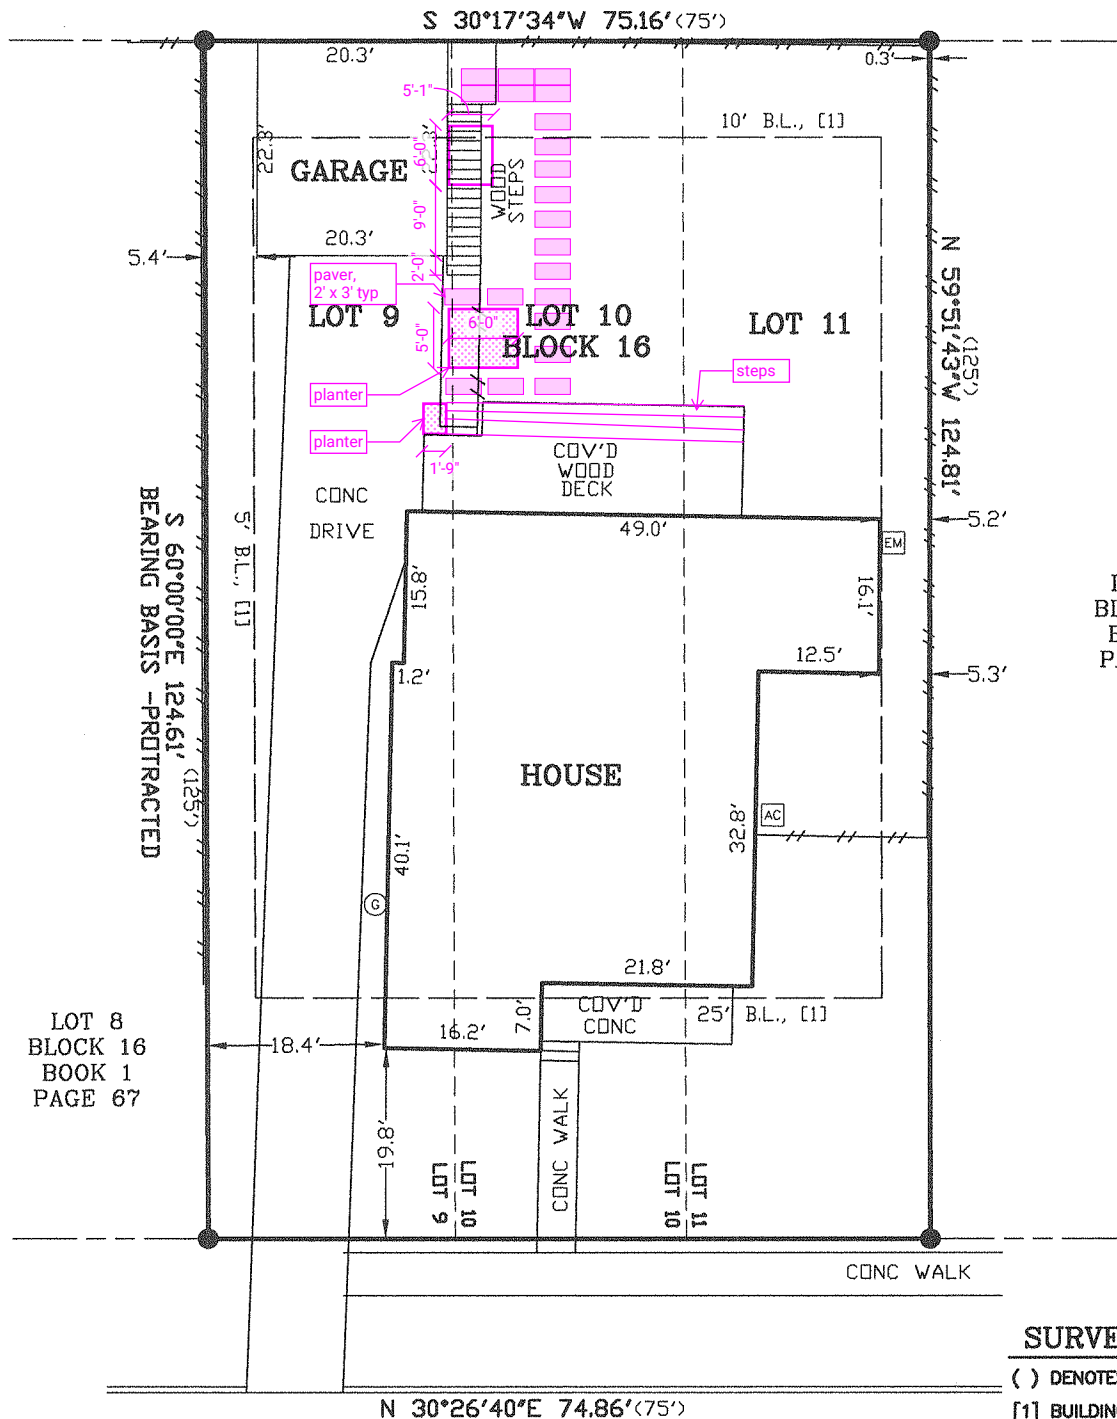 S 30°17'34"W 75.16' (75')
20.3'
0.3'
5'-1"
10' B.L., [1]
22.3'
6'-0"
GARAGE
WOOD
STEPS
9'-0"
20.3'
5.4'
2'-0"
paver,
2' x 3' typ
LOT 9
6'-0"
LOT 10
BLOCK 16
LOT 11
N 59°51'43"W 124.81'
(125')
5'-0"
steps
planter
planter
1'-9"
COV'D
WOOD
DECK
CONC
DRIVE
5' B.L., [1]
S 60°00'00"E 124.61'
(125')
BEARING BASIS -PROTRACTED
49.0'
5.2'
EM
15.8'
16.1'
1.2'
12.5'
5.3'
HOUSE
AC
32.8'
40.1'
G
21.8'
7.0'
COV'D
CONC
25' B.L., [1]
16.2'
18.4'
LOT 8
BLOCK 16
BOOK 1
PAGE 67
19.8'
CONC WALK
LOT 9
LOT 10
LOT 10
LOT 11
CONC WALK
SURVE
( ) DENOTE
[1] BUILDIN
N 30°26'40"E 74.86' (75')